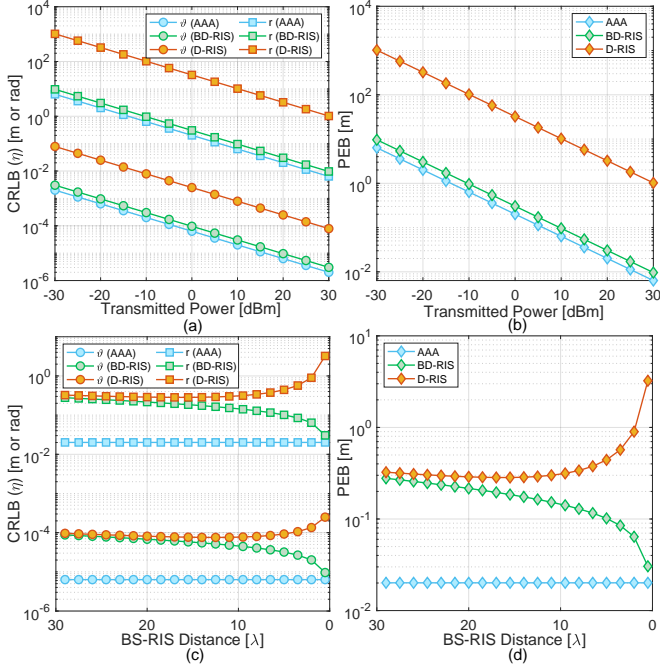 ϑ (AAA) r (AAA)
ϑ (BD-RIS) r (BD-RIS)
ϑ (D-RIS) r (D-RIS)
10^4
10^2
10^0
10^-2
10^-4
10^-6
CRLB (η) [m or rad]
-30 -20 -10 0 10 20 30
Transmitted Power [dBm]
(a)
AAA
BD-RIS
D-RIS
10^4
10^2
10^0
10^-2
PEB [m]
-30 -20 -10 0 10 20 30
Transmitted Power [dBm]
(b)
ϑ (AAA) r (AAA)
ϑ (BD-RIS) r (BD-RIS)
ϑ (D-RIS) r (D-RIS)
10^0
10^-2
10^-4
10^-6
CRLB (η) [m or rad]
30 20 10 0
BS-RIS Distance [λ]
(c)
AAA
BD-RIS
D-RIS
10^1
10^0
10^-1
10^-2
PEB [m]
30 20 10 0
BS-RIS Distance [λ]
(d)